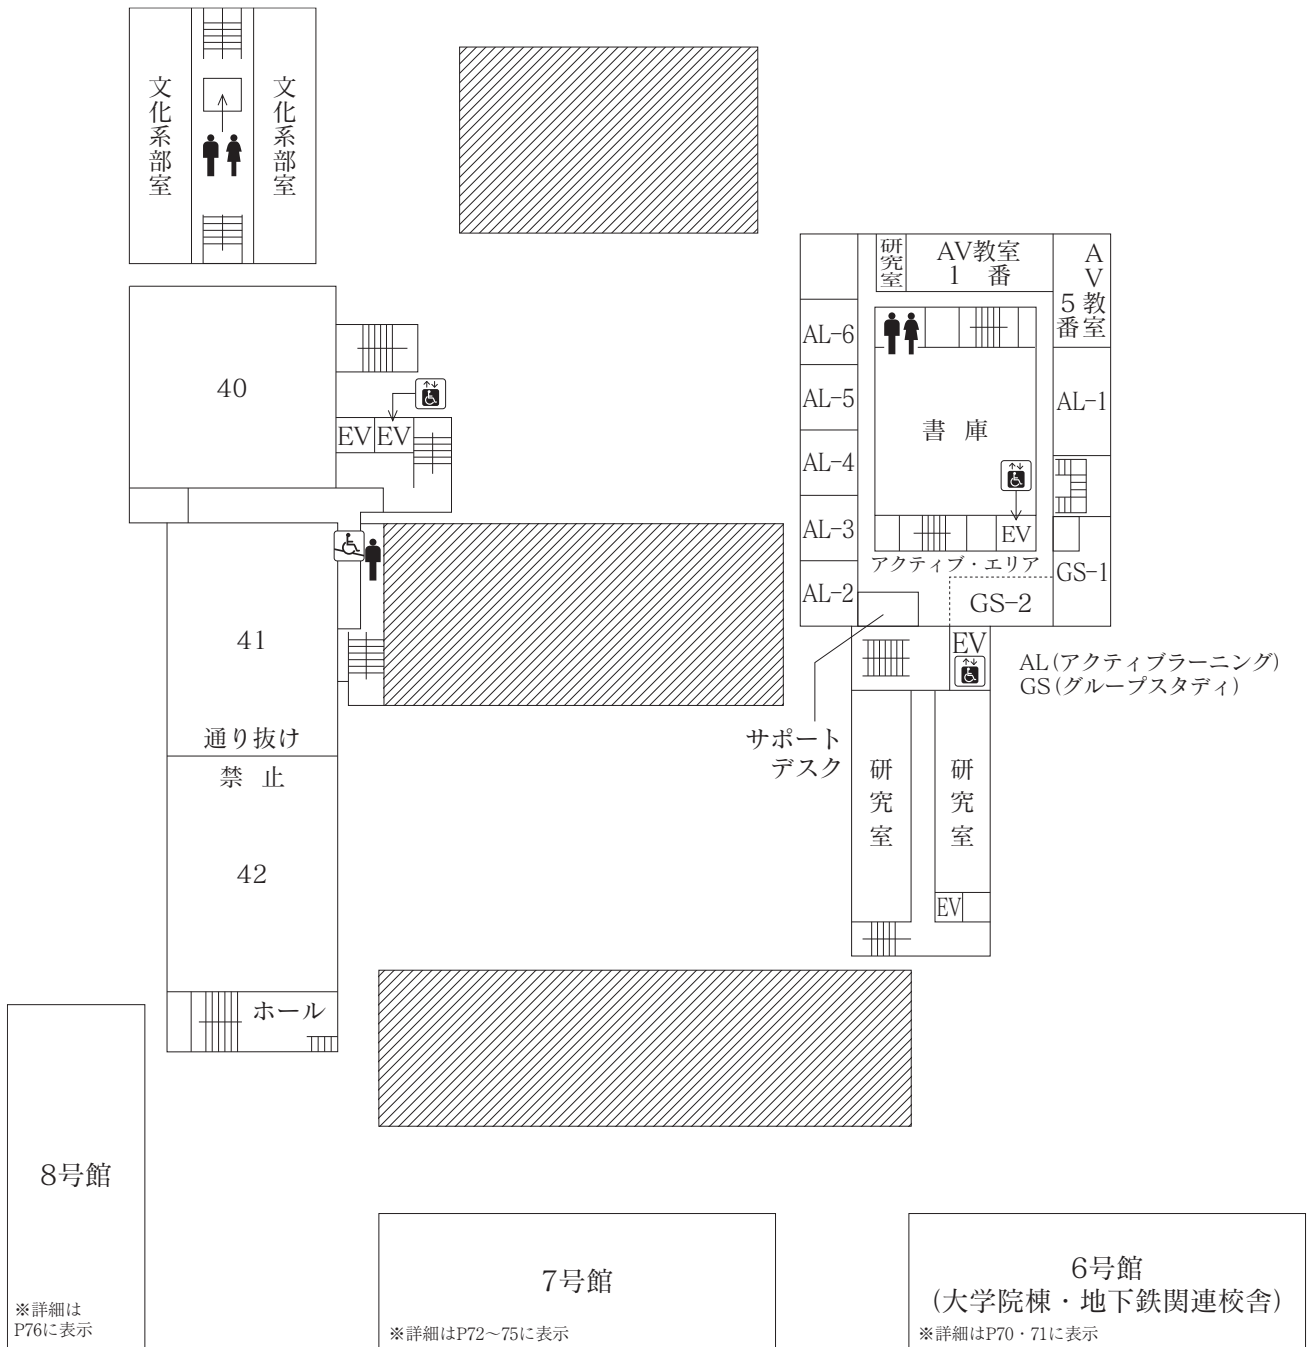 文化系部室
文化系部室
研究室
AV教室
1 番
AV教室
5番
AL-6
AL-5
AL-4
AL-3
AL-2
AL-1
書 庫
EV
アクティブ・エリア
GS-1
GS-2
EV
AL(アクティブラーニング)
GS(グループスタディ)
サポート
デスク
研究室
研究室
EV
40
EV
EV
41
通り抜け
禁 止
42
ホール
8号館
※詳細は
P76に表示
7号館
※詳細はP72〜75に表示
6号館
(大学院棟・地下鉄関連校舎)
※詳細はP70・71に表示